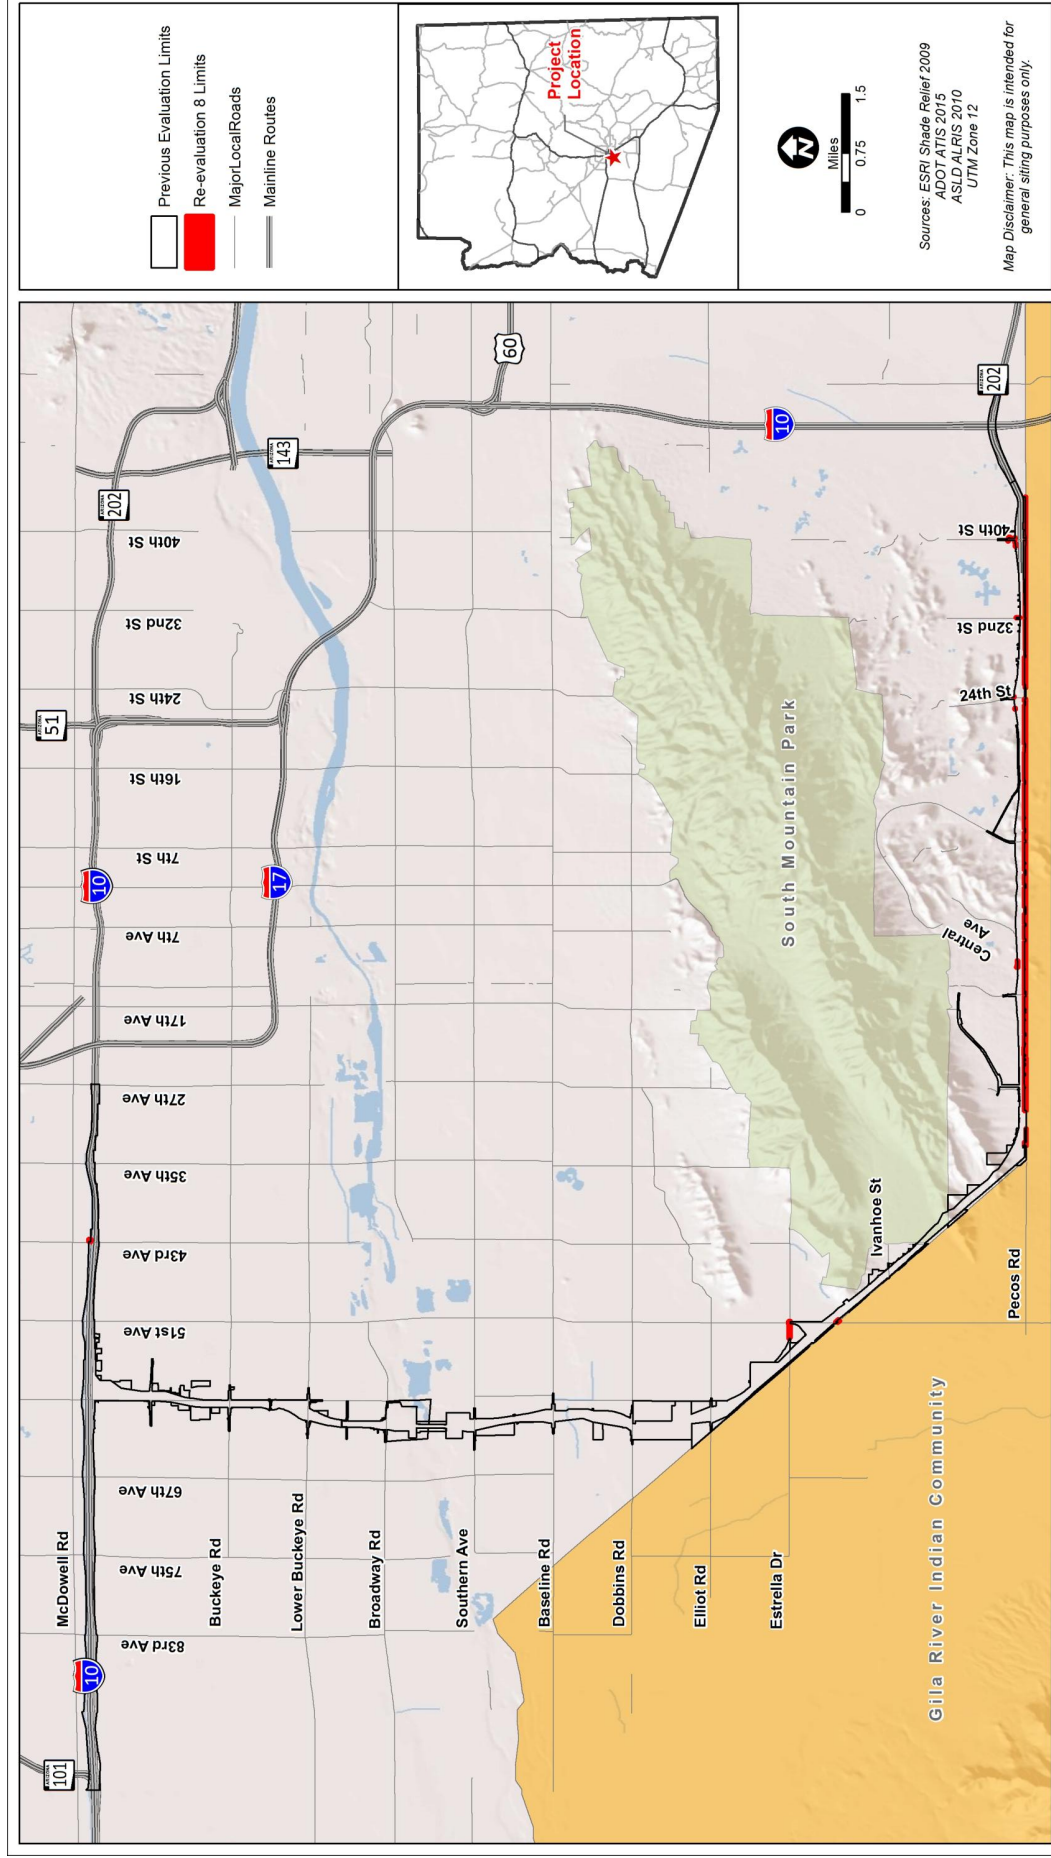 Previous Evaluation Limits
Re-evaluation 8 Limits
MajorLocalRoads
Mainline Routes
Project
Location
N
Miles
0 0.75 1.5
Sources: ESRI Shade Relief 2009
ADOT ATIS 2015
ASLD ALRIS 2010
UTM Zone 12
Map Disclaimer: This map is intended for
general siting purposes only.
ARIZONA
101
10
10
ARIZONA
51
ARIZONA
202
ARIZONA
143
17
60
10
ARIZONA
202
McDowell Rd
Buckeye Rd
Lower Buckeye Rd
Broadway Rd
Southern Ave
Baseline Rd
Dobbins Rd
Elliot Rd
Estrella Dr
Pecos Rd
Ivanhoe St
83rd Ave
75th Ave
67th Ave
51st Ave
43rd Ave
35th Ave
27th Ave
17th Ave
7th Ave
7th St
16th St
24th St
32nd St
40th St
Central
Ave
24th St
32nd St
40th St
South Mountain Park
Gila River Indian Community